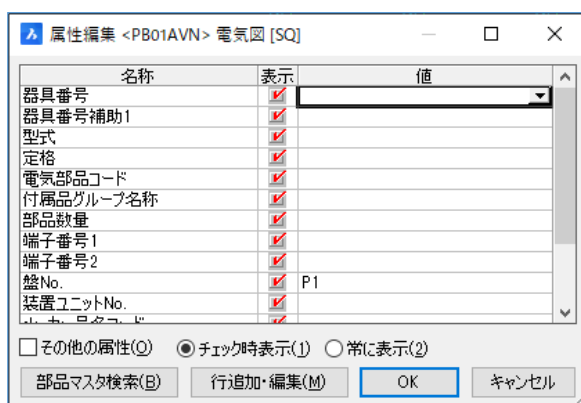 属性編集 <PB01AVN> 電気図 [SQ]
名称 表示 値
器具番号
器具番号補助1
型式
定格
電気部品コード
付属品グループ名称
部品数量
端子番号1
端子番号2
盤No. P1
装置ユニットNo.
その他の属性(O) チェック時表示(1) 常に表示(2)
部品マスタ検索(B) 行追加・編集(M) OK キャンセル